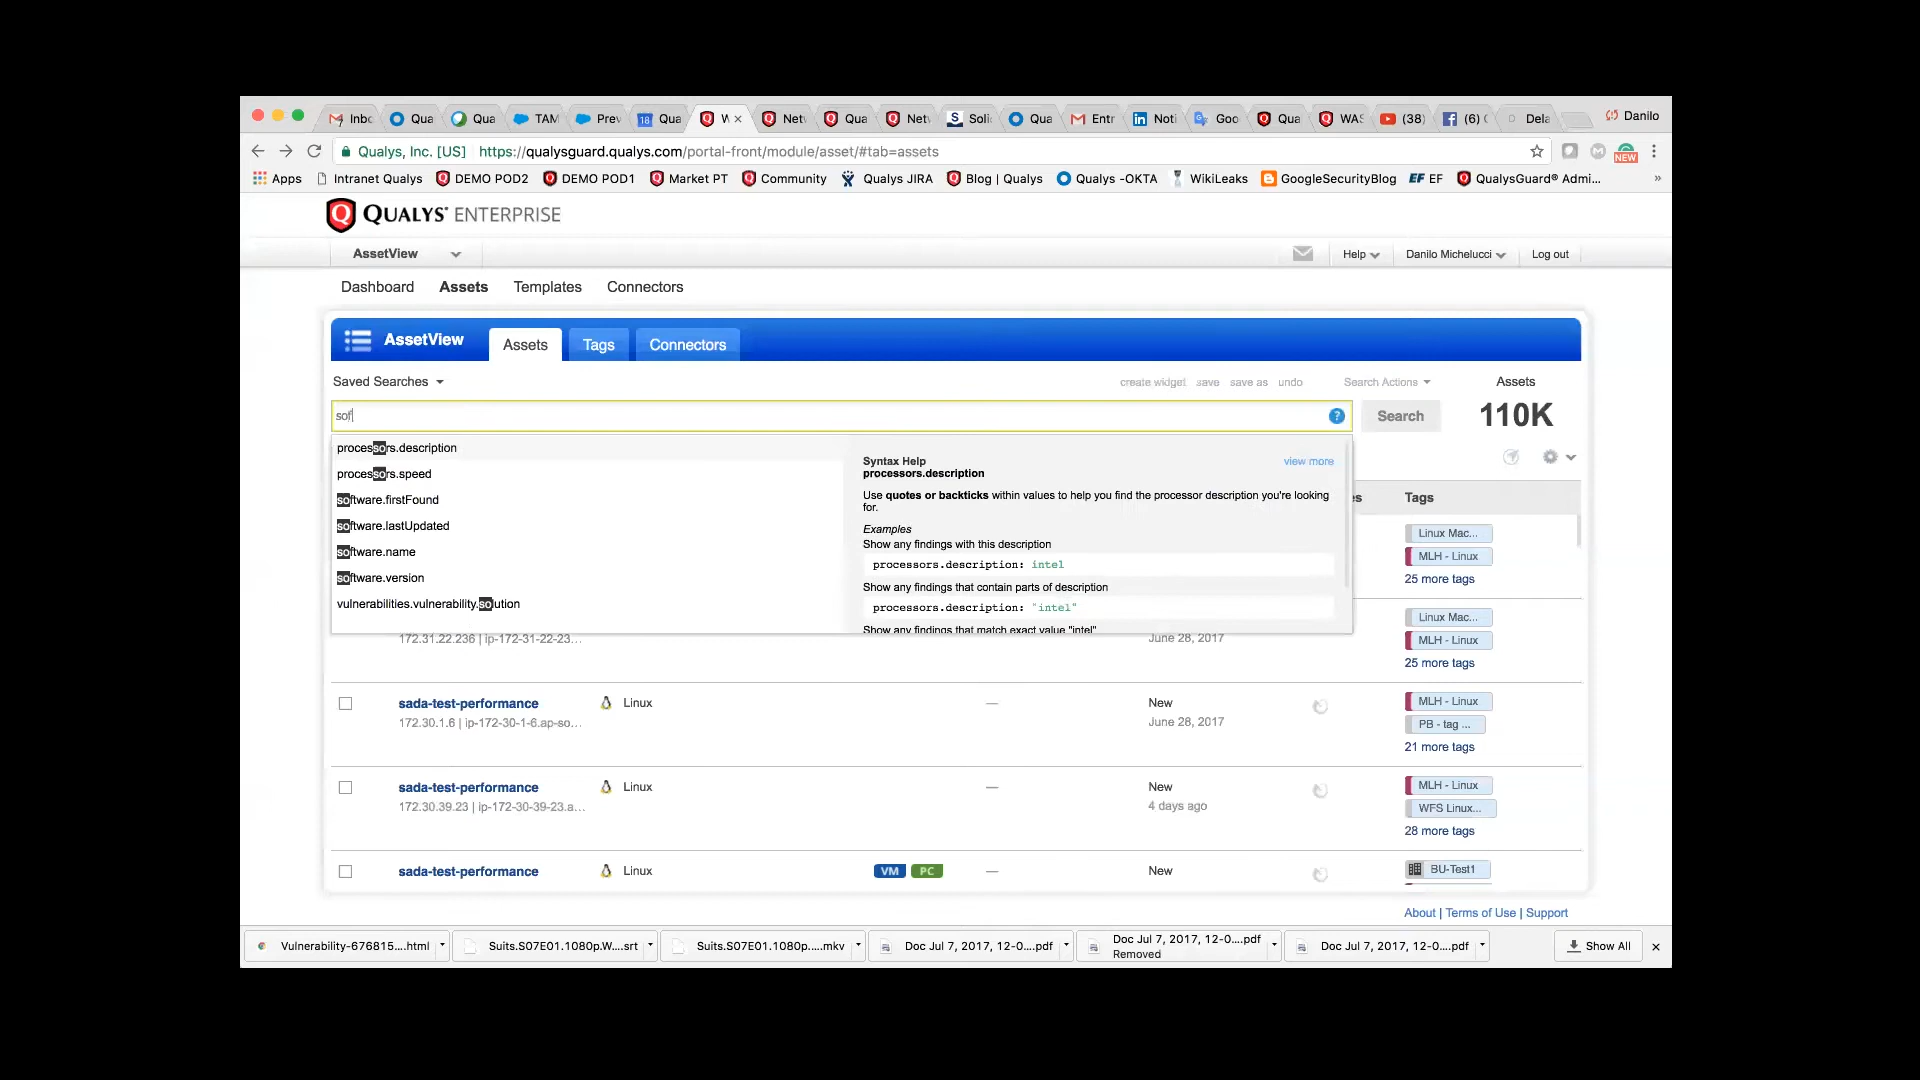 Inbc Qua Qua TAM Prev 18 Qua W Netv Qua Netv Soli Qua Entr Noti Goo Qua WAS (38) (6) Dela Danilo
Qualys, Inc. [US] https://qualysguard.qualys.com/portal-front/module/asset/#tab=assets NEW
Apps Intranet Qualys DEMO POD2 DEMO POD1 Market PT Community Qualys JIRA Blog | Qualys Qualys -OKTA WikiLeaks GoogleSecurityBlog EF EF QualysGuard® Admi... »
QUALYS® ENTERPRISE
AssetView Help Danilo Michelucci Log out
Dashboard Assets Templates Connectors
AssetView Assets Tags Connectors
Saved Searches create widget save save as undo Search Actions Assets
sof ? Search 110K
processors.description
processors.speed
software.firstFound
software.lastUpdated
software.name
software.version
vulnerabilities.vulnerability.solution
Syntax Help view more
processors.description
Use quotes or backticks within values to help you find the processor description you're looking
for.
Examples
Show any findings with this description
processors.description: intel
Show any findings that contain parts of description
processors.description: "intel"
Show any findings that match exact value "intel"
es Tags
Linux Mac...
MLH - Linux
25 more tags
Linux Mac...
172.31.22.236 | ip-172-31-22-23... June 28, 2017 MLH - Linux
25 more tags
sada-test-performance Linux — New MLH - Linux
172.30.1.6 | ip-172-30-1-6.ap-so... June 28, 2017 PB - tag ...
21 more tags
sada-test-performance Linux — New MLH - Linux
172.30.39.23 | ip-172-30-39-23.a... 4 days ago WFS Linux...
28 more tags
sada-test-performance Linux VM PC — New BU-Test1
About | Terms of Use | Support
Vulnerability-676815....html Suits.S07E01.1080p.W....srt Suits.S07E01.1080p.....mkv Doc Jul 7, 2017, 12-0....pdf Doc Jul 7, 2017, 12-0....pdf Doc Jul 7, 2017, 12-0....pdf Show All
Removed